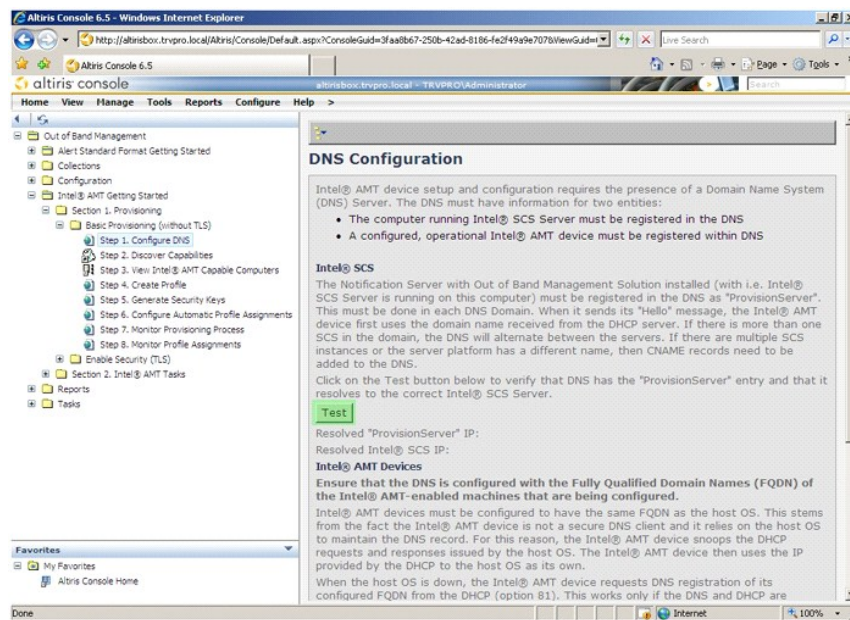 Altiris Console 6.5 - Windows Internet Explorer
http://altirisbox.trvpro.local/Altiris/Console/Default.aspx?ConsoleGuid=3faa8b67-250b-42ad-8186-fe2f49a9e707&ViewGuid=
Live Search
Altiris Console 6.5
Page
Tools
altiris console
altirisbox.trvpro.local - TRVPRO\Administrator
Search
Home View Manage Tools Reports Configure Help >
Out of Band Management
Alert Standard Format Getting Started
Collections
Configuration
Intel® AMT Getting Started
Section 1. Provisioning
Basic Provisioning (without TLS)
Step 1. Configure DNS
Step 2. Discover Capabilities
Step 3. View Intel® AMT Capable Computers
Step 4. Create Profile
Step 5. Generate Security Keys
Step 6. Configure Automatic Profile Assignments
Step 7. Monitor Provisioning Process
Step 8. Monitor Profile Assignments
Enable Security (TLS)
Section 2. Intel® AMT Tasks
Reports
Tasks
Favorites
My Favorites
Altiris Console Home
DNS Configuration
Intel® AMT device setup and configuration requires the presence of a Domain Name System
(DNS) Server. The DNS must have information for two entities:
• The computer running Intel® SCS Server must be registered in the DNS
• A configured, operational Intel® AMT device must be registered within DNS
Intel® SCS
The Notification Server with Out of Band Management Solution installed (with i.e. Intel®
SCS Server is running on this computer) must be registered in the DNS as "ProvisionServer".
This must be done in each DNS Domain. When it sends its "Hello" message, the Intel® AMT
device first uses the domain name received from the DHCP server. If there is more than one
SCS in the domain, the DNS will alternate between the servers. If there are multiple SCS
instances or the server platform has a different name, then CNAME records need to be
added to the DNS.
Click on the Test button below to verify that DNS has the "ProvisionServer" entry and that it
resolves to the correct Intel® SCS Server.
Test
Resolved "ProvisionServer" IP:
Resolved Intel® SCS IP:
Intel® AMT Devices
Ensure that the DNS is configured with the Fully Qualified Domain Names (FQDN) of
the Intel® AMT-enabled machines that are being configured.
Intel® AMT devices must be configured to have the same FQDN as the host OS. This stems
from the fact the Intel® AMT device is not a secure DNS client and it relies on the host OS
to maintain the DNS record. For this reason, the Intel® AMT device snoops the DHCP
requests and responses issued by the host OS. The Intel® AMT device then uses the IP
provided by the DHCP to the host OS as its own.
When the host OS is down, the Intel® AMT device requests DNS registration of its
configured FQDN from the DHCP (option 81). This works only if the DNS and DHCP are
Done
Internet
100%